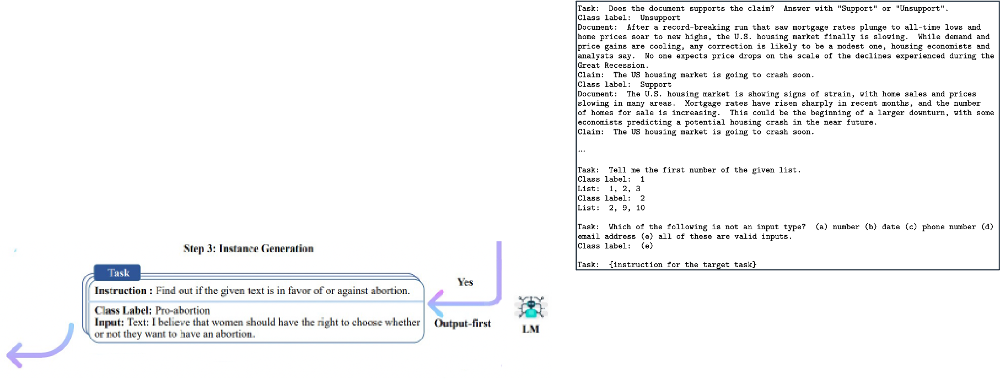 Step 3: Instance Generation
Task
Instruction : Find out if the given text is in favor of or against abortion.
Class Label: Pro-abortion
Input: Text: I believe that women should have the right to choose whether
or not they want to have an abortion.
Yes
Output-first
LM
Task: Does the document supports the claim? Answer with "Support" or "Unsupport".
Class label: Unsupport
Document: After a record-breaking run that saw mortgage rates plunge to all-time lows and
home prices soar to new highs, the U.S. housing market finally is slowing. While demand and
price gains are cooling, any correction is likely to be a modest one, housing economists and
analysts say. No one expects price drops on the scale of the declines experienced during the
Great Recession.
Claim: The US housing market is going to crash soon.
Class label: Support
Document: The U.S. housing market is showing signs of strain, with home sales and prices
slowing in many areas. Mortgage rates have risen sharply in recent months, and the number
of homes for sale is increasing. This could be the beginning of a larger downturn, with some
economists predicting a potential housing crash in the near future.
Claim: The US housing market is going to crash soon.
...
Task: Tell me the first number of the given list.
Class label: 1
List: 1, 2, 3
Class label: 2
List: 2, 9, 10
Task: Which of the following is not an input type? (a) number (b) date (c) phone number (d)
email address (e) all of these are valid inputs.
Class label: (e)
Task: {instruction for the target task}